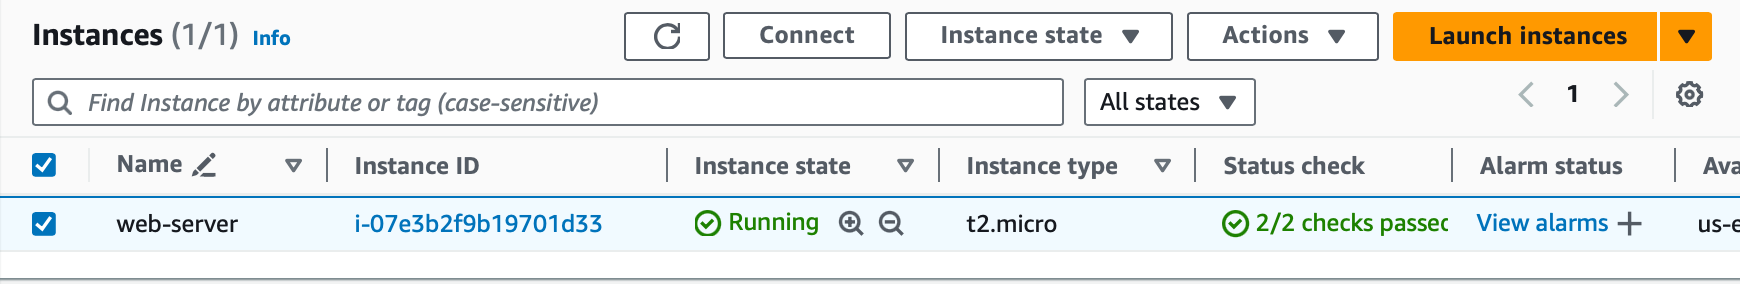 Instances (1/1) Info Connect Instance state Actions Launch instances
Find Instance by attribute or tag (case-sensitive) All states 1
Name Instance ID Instance state Instance type Status check Alarm status Ava
web-server i-07e3b2f9b19701d33 Running t2.micro 2/2 checks passed View alarms us-e